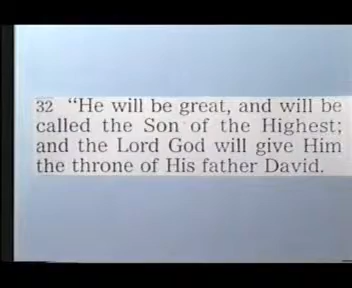 32 "He will be great, and will be
called the Son of the Highest;
and the Lord God will give Him
the throne of His father David.